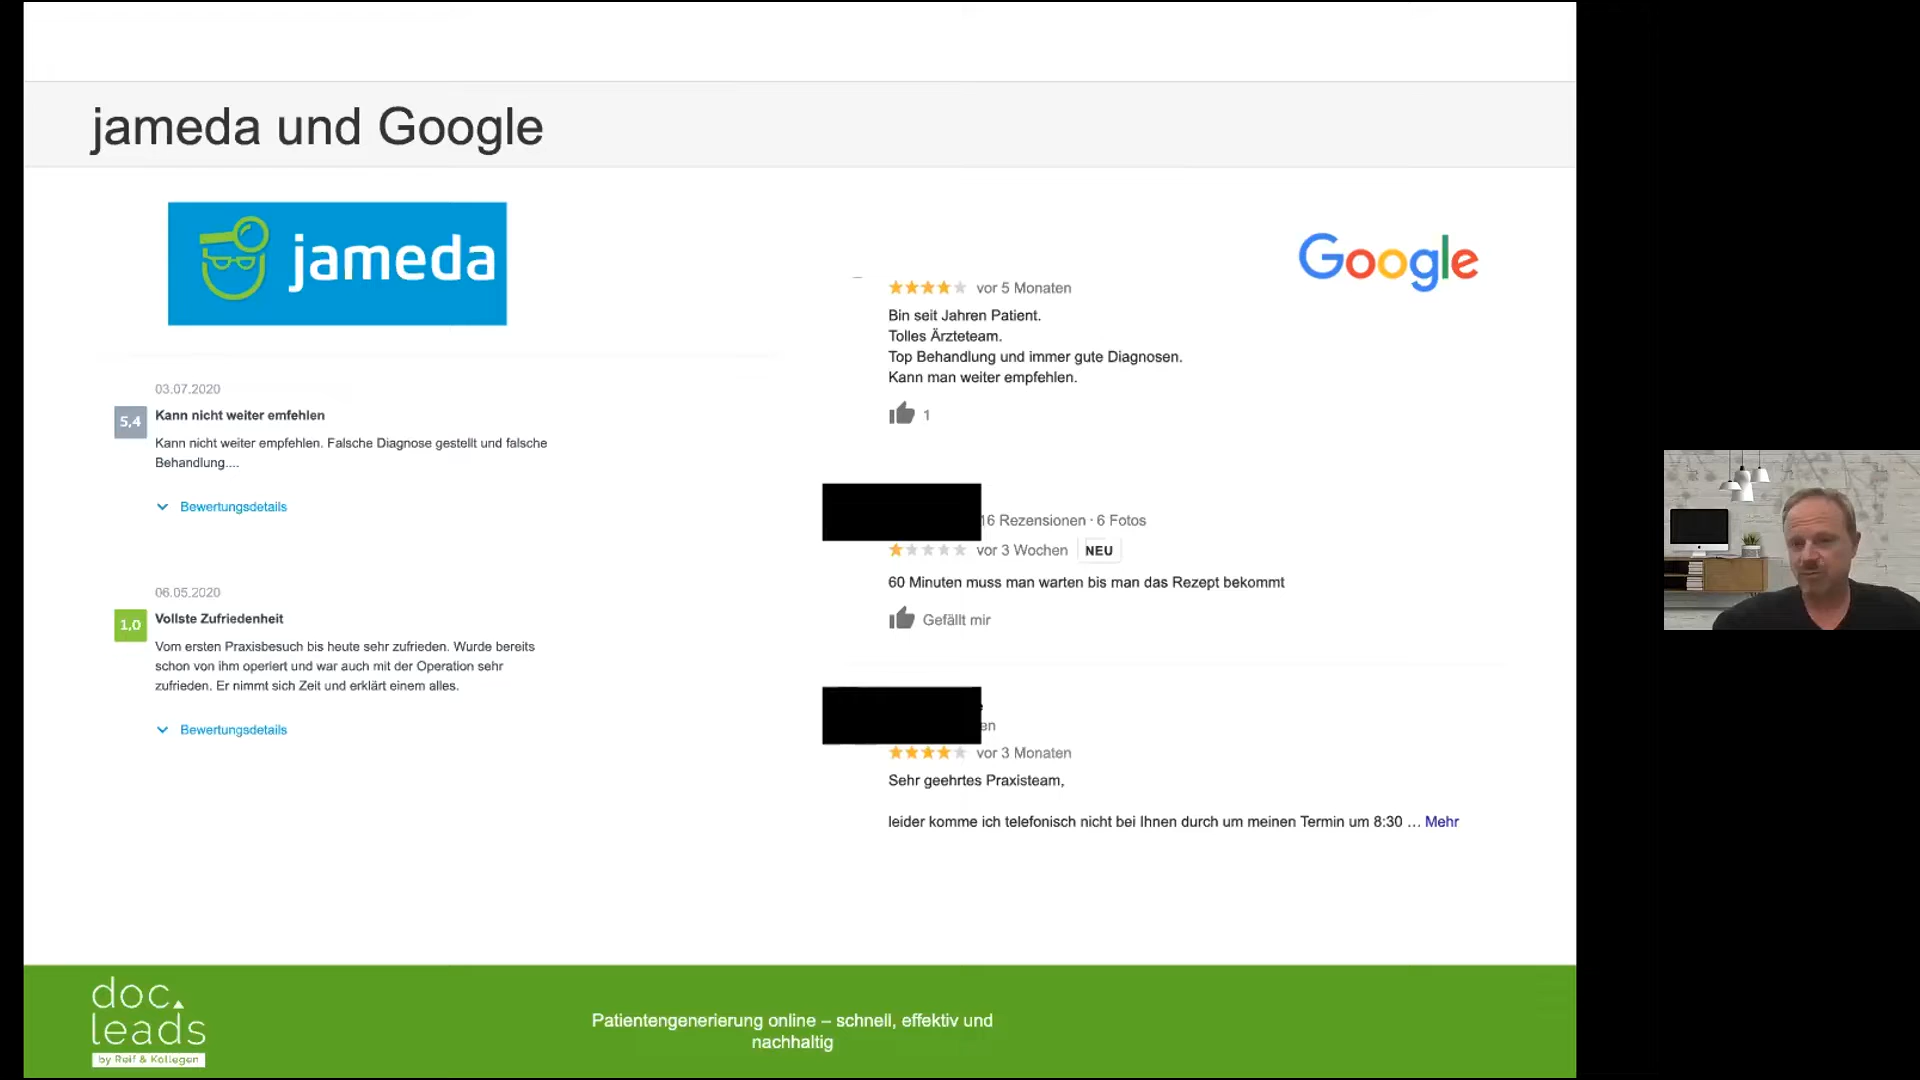 jameda und Google
jameda
03.07.2020
5,4
Kann nicht weiter emfehlen
Kann nicht weiter empfehlen. Falsche Diagnose gestellt und falsche
Behandlung....
Bewertungsdetails
06.05.2020
1,0
Vollste Zufriedenheit
Vom ersten Praxisbesuch bis heute sehr zufrieden. Wurde bereits
schon von ihm operiert und war auch mit der Operation sehr
zufrieden. Er nimmt sich Zeit und erklärt einem alles.
Bewertungsdetails
Google
vor 5 Monaten
Bin seit Jahren Patient.
Tolles Ärzteteam.
Top Behandlung und immer gute Diagnosen.
Kann man weiter empfehlen.
1
16 Rezensionen · 6 Fotos
vor 3 Wochen NEU
60 Minuten muss man warten bis man das Rezept bekommt
Gefällt mir
vor 3 Monaten
Sehr geehrtes Praxisteam,
leider komme ich telefonisch nicht bei Ihnen durch um meinen Termin um 8:30 … Mehr
doc.
leads
by Reif & Kollegen
Patientengenerierung online – schnell, effektiv und
nachhaltig